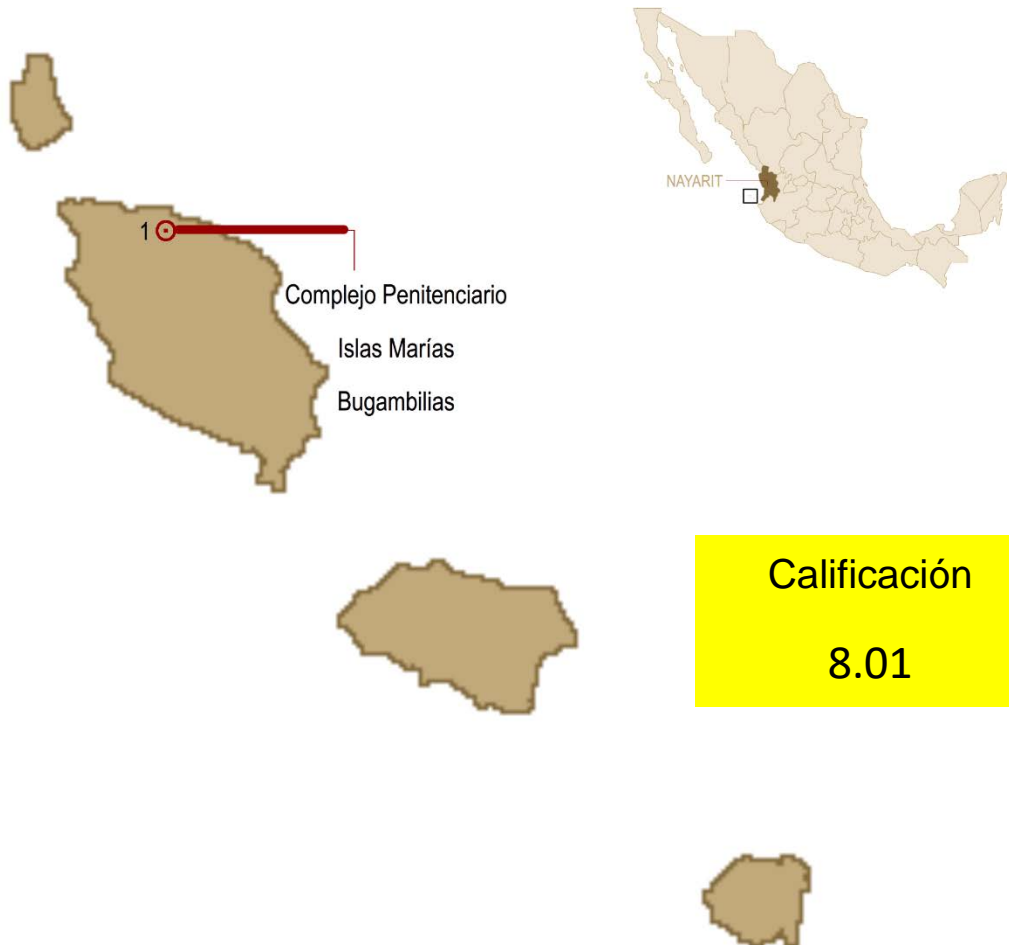 NAYARIT
1
Complejo Penitenciario
Islas Marías
Bugambilias
Calificación
8.01